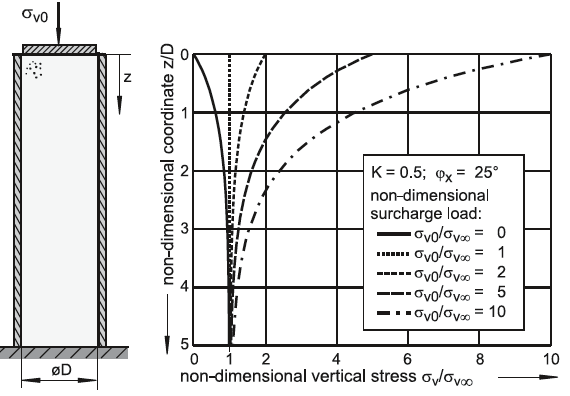 σv0
z
øD
non-dimensional coordinate z/D
0
1
2
3
4
5
0 1 2 4 6 8 10
non-dimensional vertical stress σv/σv∞
K = 0.5; φx = 25°
non-dimensional
surcharge load:
σv0/σv∞ = 0
σv0/σv∞ = 1
σv0/σv∞ = 2
σv0/σv∞ = 5
σv0/σv∞ = 10